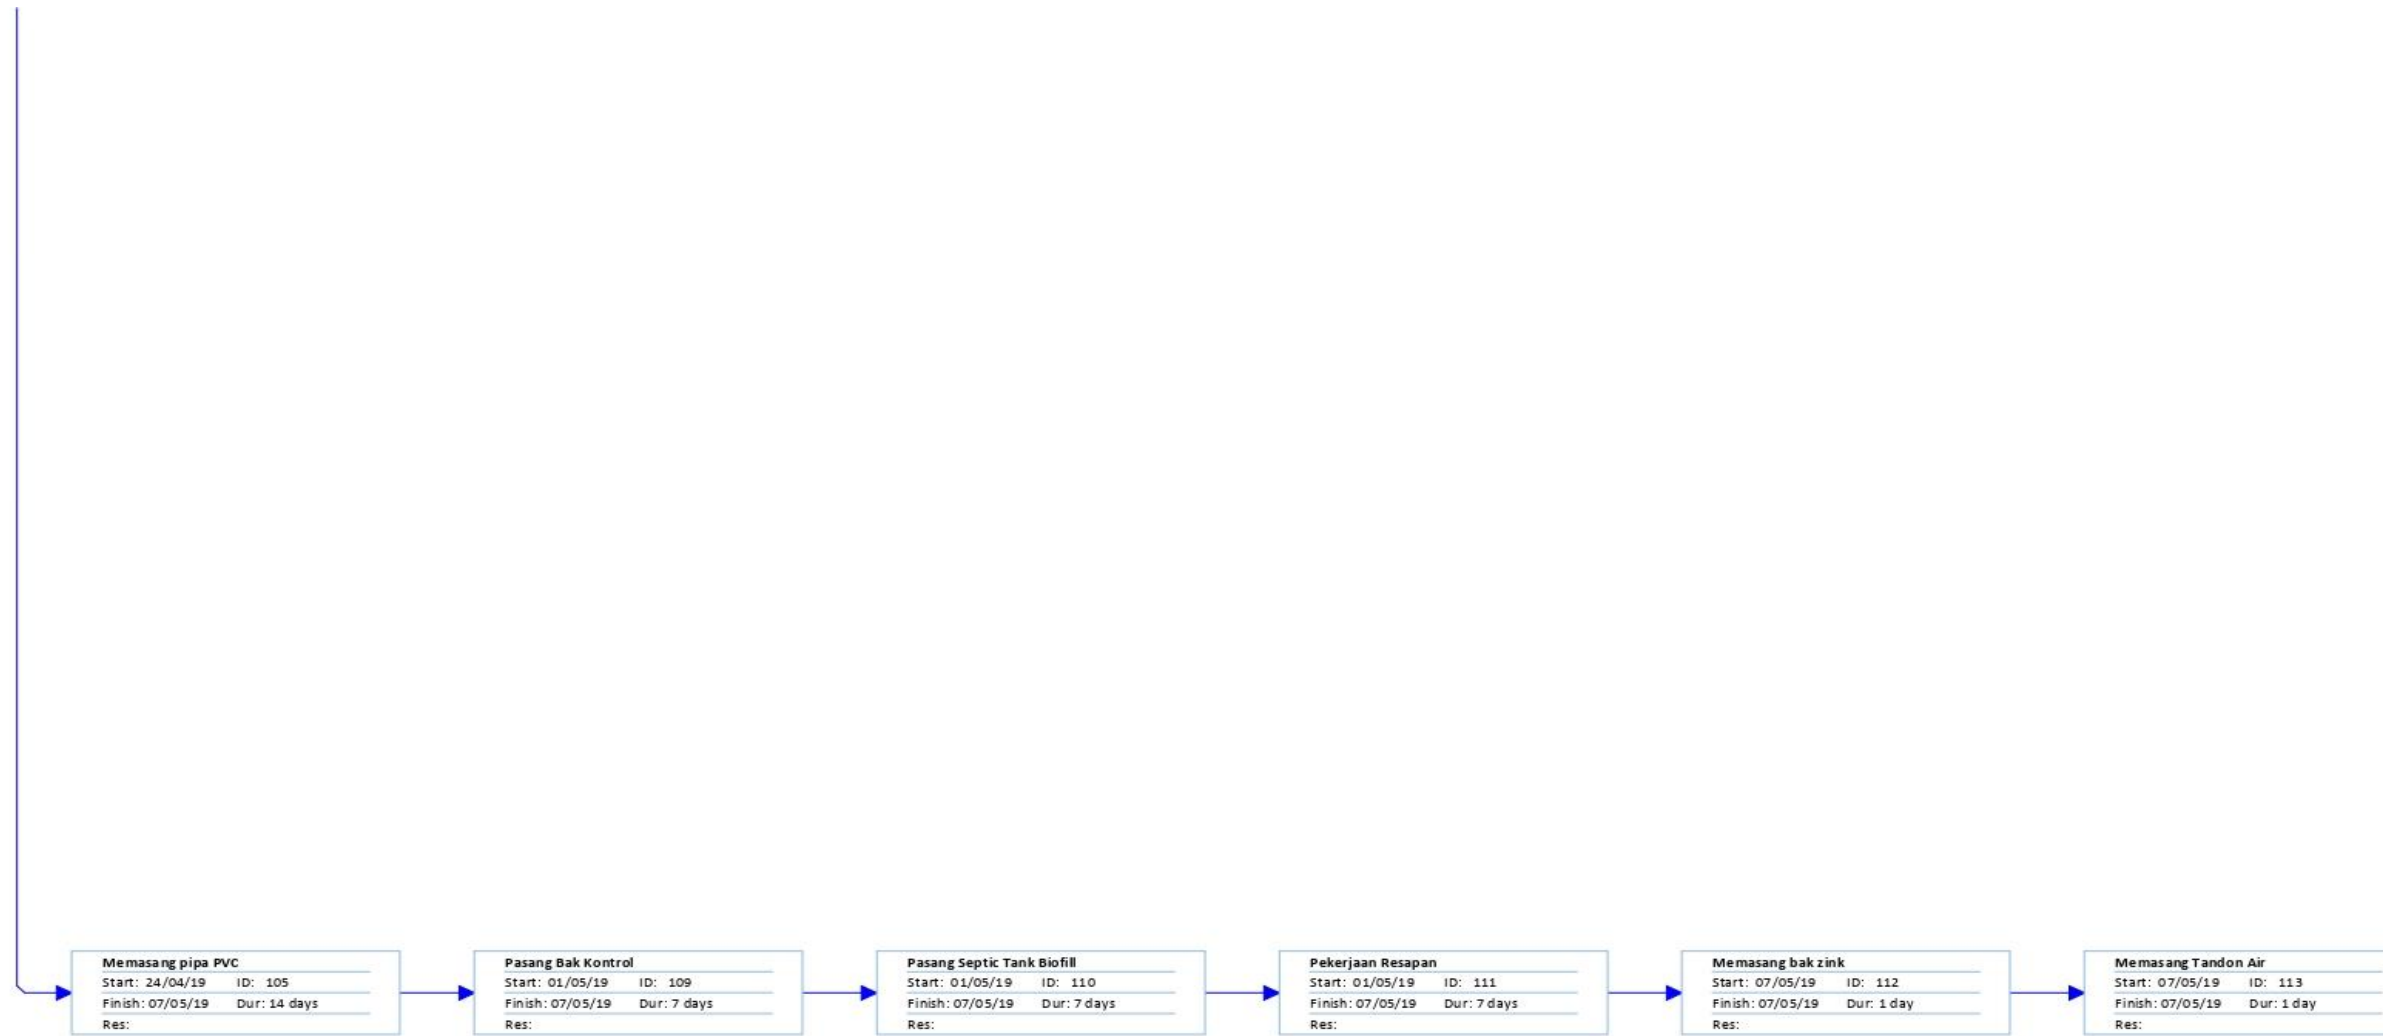 Memasang pipa PVC
Start: 24/04/19 ID: 105
Finish: 07/05/19 Dur: 14 days
Res:
Pasang Bak Kontrol
Start: 01/05/19 ID: 109
Finish: 07/05/19 Dur: 7 days
Res:
Pasang Septic Tank Biofill
Start: 01/05/19 ID: 110
Finish: 07/05/19 Dur: 7 days
Res:
Pekerjaan Resapan
Start: 01/05/19 ID: 111
Finish: 07/05/19 Dur: 7 days
Res:
Memasang bak zink
Start: 07/05/19 ID: 112
Finish: 07/05/19 Dur: 1 day
Res:
Memasang Tandon Air
Start: 07/05/19 ID: 113
Finish: 07/05/19 Dur: 1 day
Res: